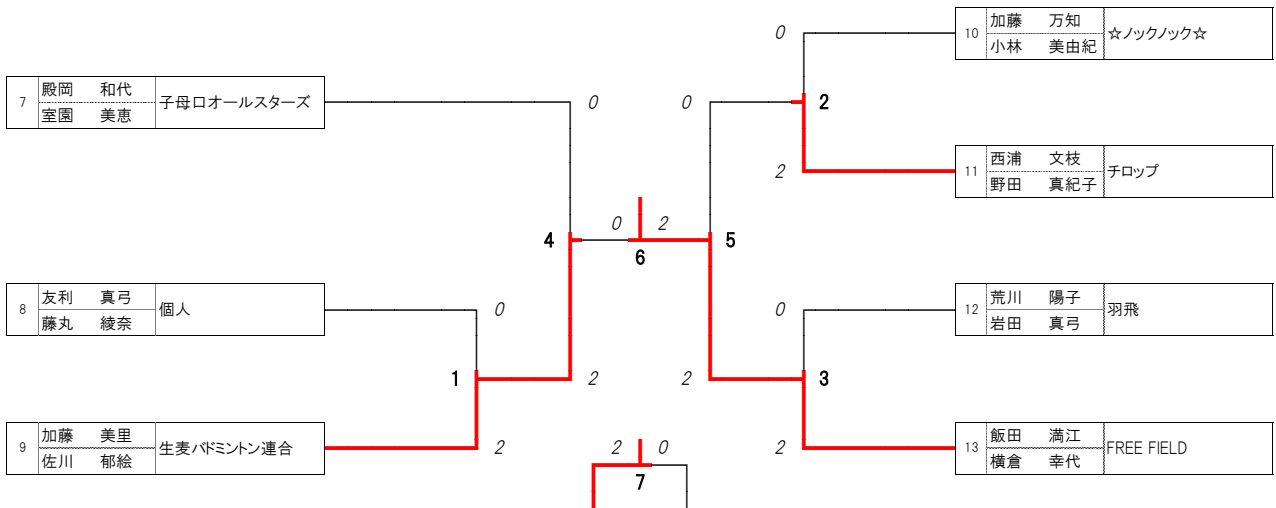 7 殿岡 和代 子母口オールスターズ
室園 美恵
8 友利 真弓 個人
藤丸 綾奈
9 加藤 美里 生麦バドミントン連合
佐川 郁絵
0
4
0
1
2
2
0 2
6
2 0
7
0
0
2
2
5
0
2
3
2
10 加藤 万知 ☆ノックノック☆
小林 美由紀
11 西浦 文枝 チロップ
野田 真紀子
12 荒川 陽子 羽飛
岩田 真弓
13 飯田 満江 FREE FIELD
横倉 幸代